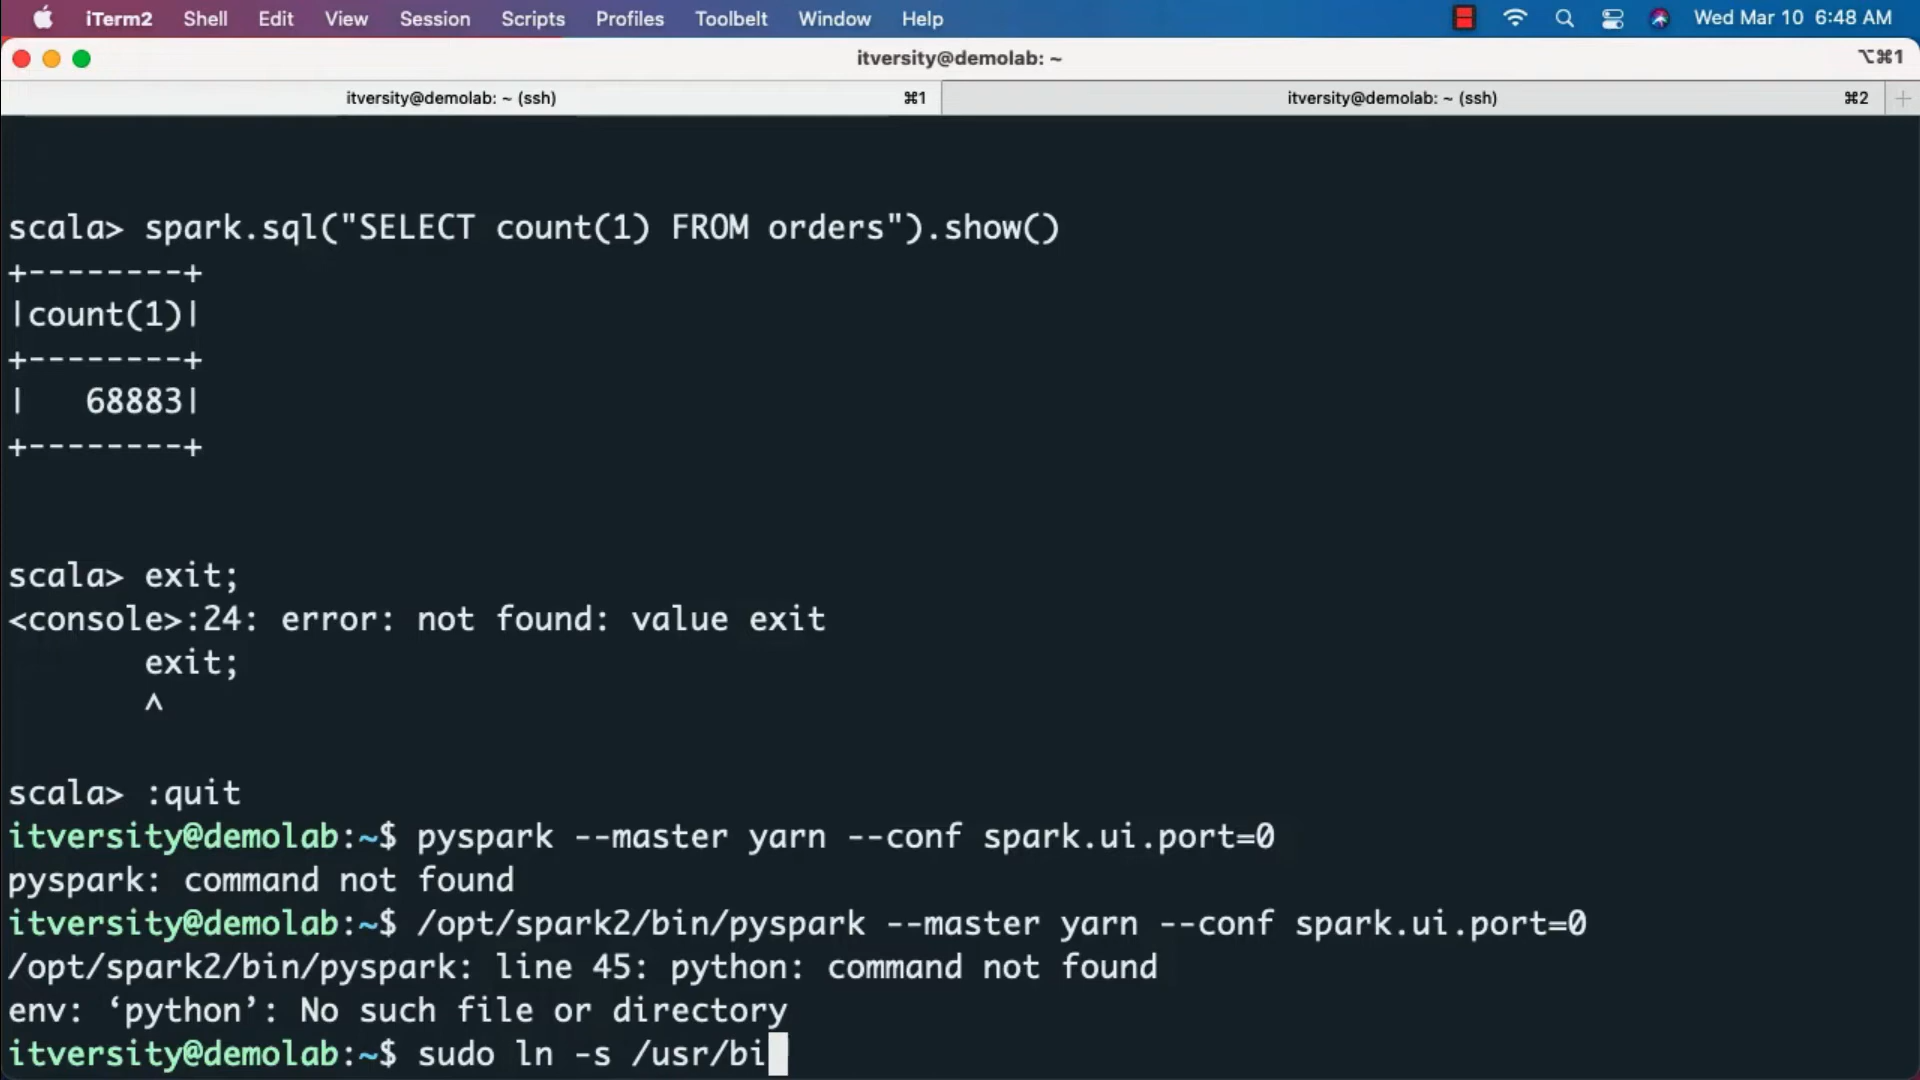 iTerm2 Shell Edit View Session Scripts Profiles Toolbelt Window Help Wed Mar 10 6:48 AM
itversity@demolab: ~ ⌥⌘1
itversity@demolab: ~ (ssh) ⌘1 itversity@demolab: ~ (ssh) ⌘2 +
scala> spark.sql("SELECT count(1) FROM orders").show()
+--------+
|count(1)|
+--------+
|   68883|
+--------+
scala> exit;
<console>:24: error: not found: value exit
       exit;
       ^
scala> :quit
itversity@demolab:~$ pyspark --master yarn --conf spark.ui.port=0
pyspark: command not found
itversity@demolab:~$ /opt/spark2/bin/pyspark --master yarn --conf spark.ui.port=0
/opt/spark2/bin/pyspark: line 45: python: command not found
env: ‘python’: No such file or directory
itversity@demolab:~$ sudo ln -s /usr/bi